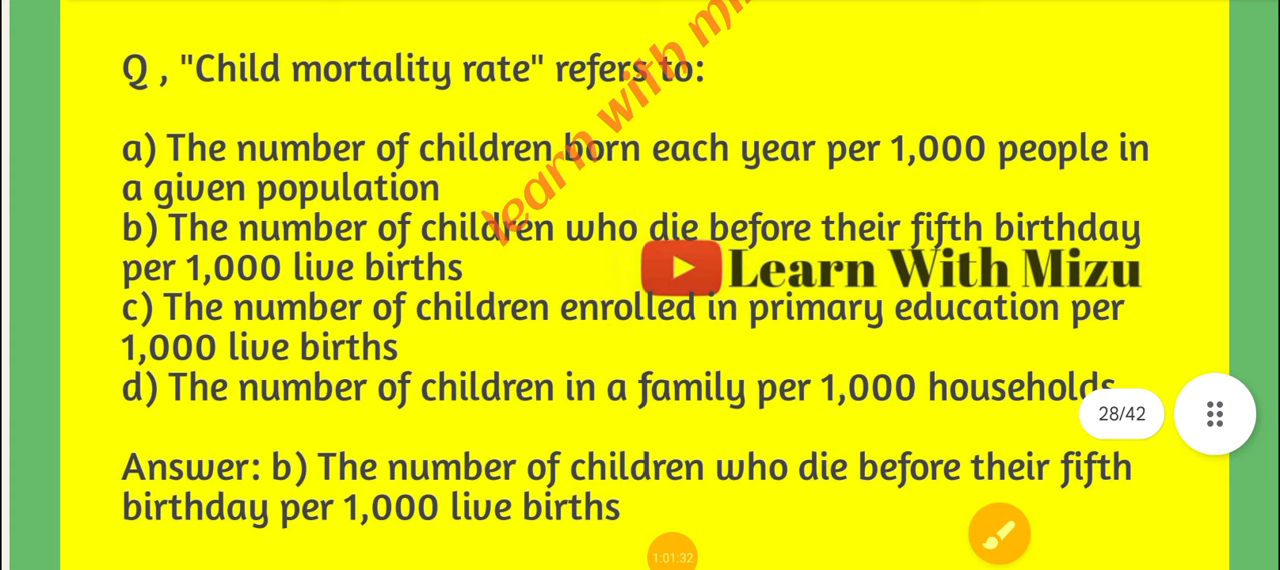 Q , "Child mortality rate" refers to:
a) The number of children born each year per 1,000 people in
a given population
b) The number of children who die before their fifth birthday
per 1,000 live births
Learn With Mizu
c) The number of children enrolled in primary education per
1,000 live births
d) The number of children in a family per 1,000 households
28/42
Answer: b) The number of children who die before their fifth
birthday per 1,000 live births
1:01:32
learn with